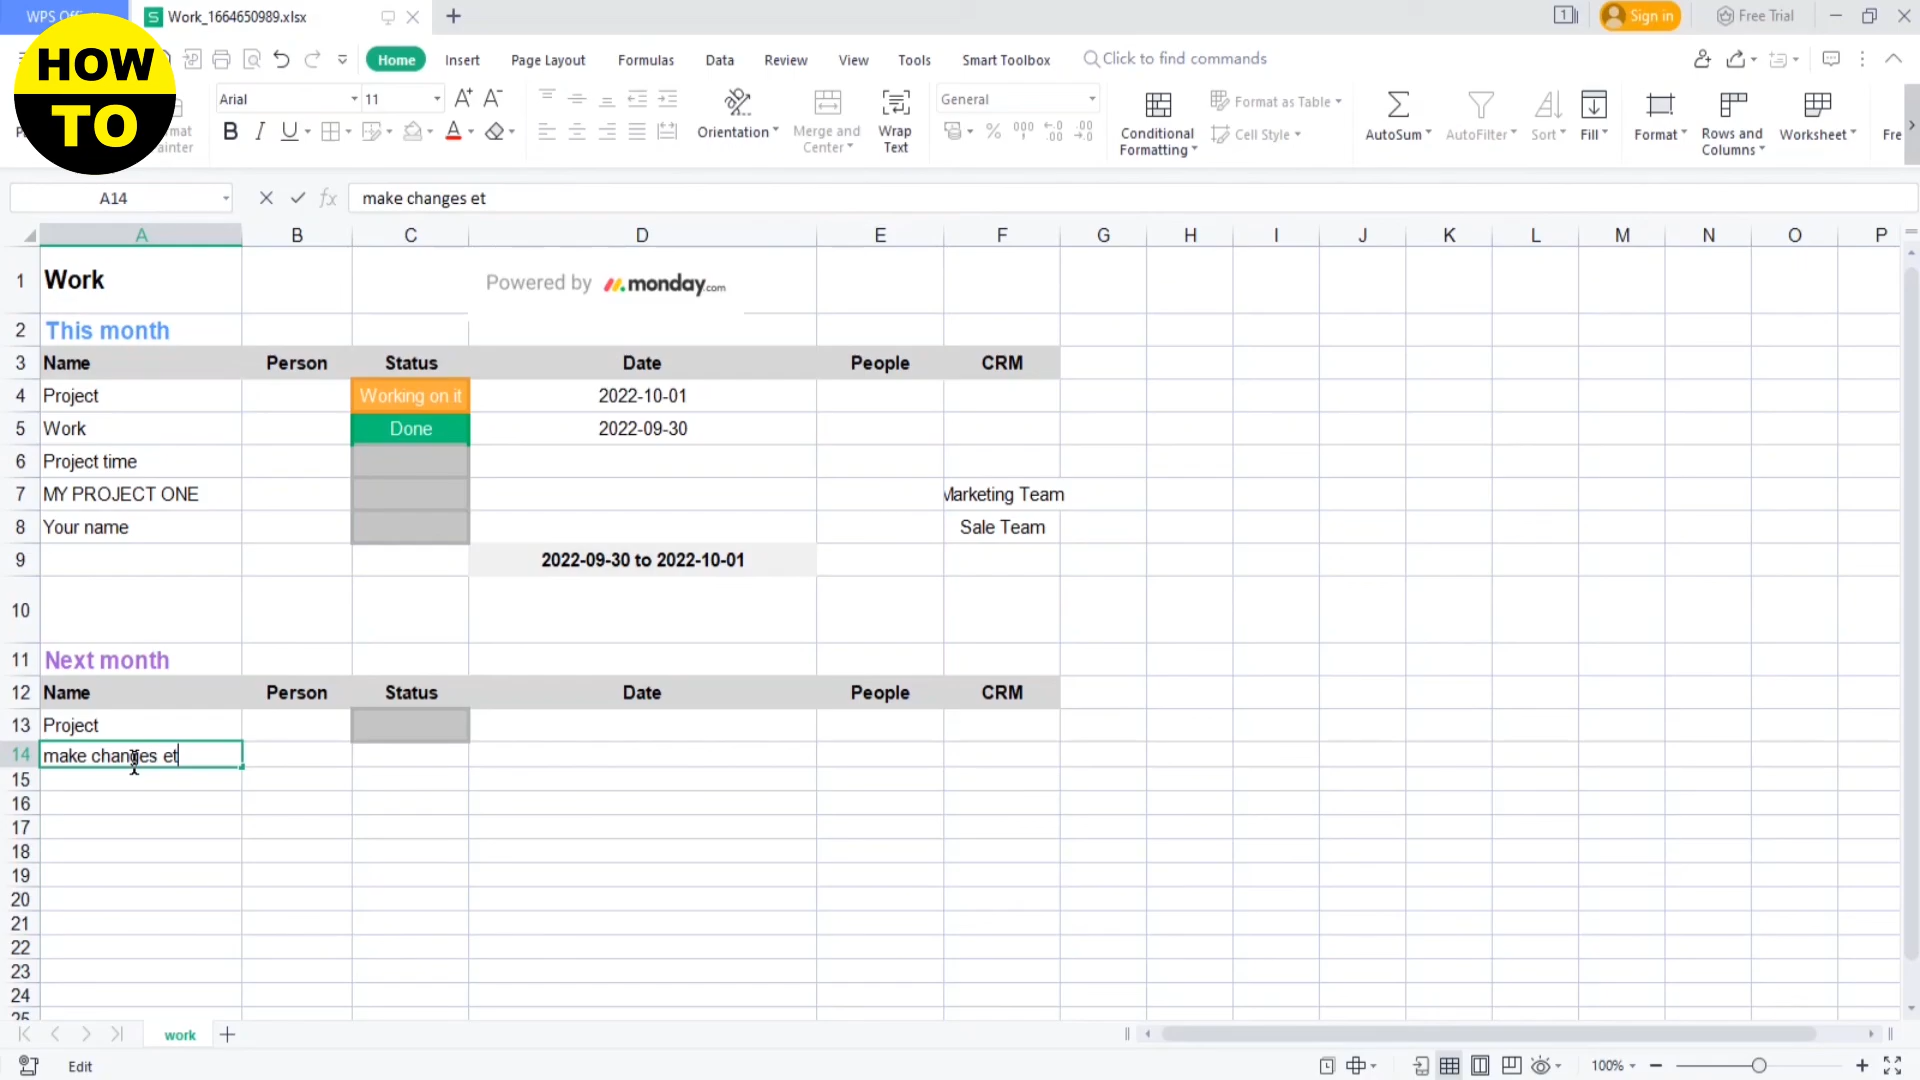 WPS Offi
Work_1664650989.xlsx
Sign in
Free Trial
HOW
TO
Home
Insert
Page Layout
Formulas
Data
Review
View
Tools
Smart Toolbox
Click to find commands
Arial
11
General
Orientation
Merge and
Center
Wrap
Text
Conditional
Formatting
Format as Table
Cell Style
AutoSum
AutoFilter
Sort
Fill
Format
Rows and
Columns
Worksheet
Fre
A14
make changes et
A B C D E F G H I J K L M N O P
1 Work Powered by monday.com
2 This month
3 Name Person Status Date People CRM
4 Project Working on it 2022-10-01
5 Work Done 2022-09-30
6 Project time
7 MY PROJECT ONE Marketing Team
8 Your name Sale Team
9 2022-09-30 to 2022-10-01
10
11 Next month
12 Name Person Status Date People CRM
13 Project
14 make changes et
15
16
17
18
19
20
21
22
23
24
25
work
Edit
100%